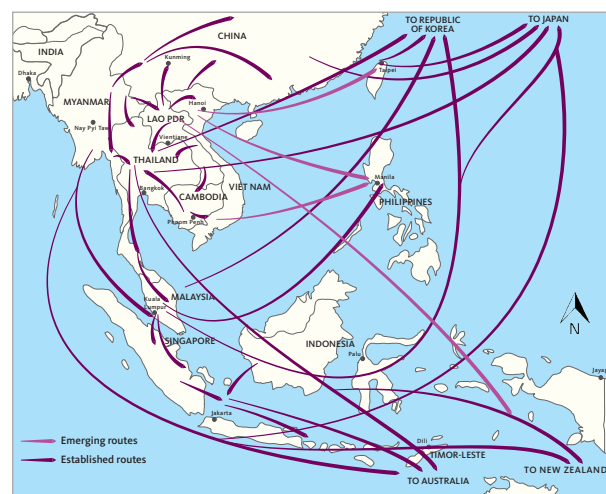 TO REPUBLIC
OF KOREA
TO JAPAN
CHINA
INDIA
Kunming
Taipei
Dhaka
MYANMAR
Hanoi
LAO PDR
Nay Pyi Taw
Vientiane
THAILAND
Manila
VIET NAM
Bangkok
CAMBODIA
PHILIPPINES
Phnom Penh
MALAYSIA
Kuala
Lumpur
N
SINGAPORE
INDONESIA
Palu
Jakarta
Emerging routes
Dili
Established routes
TIMOR-LESTE
TO NEW ZEALAND
TO AUSTRALIA